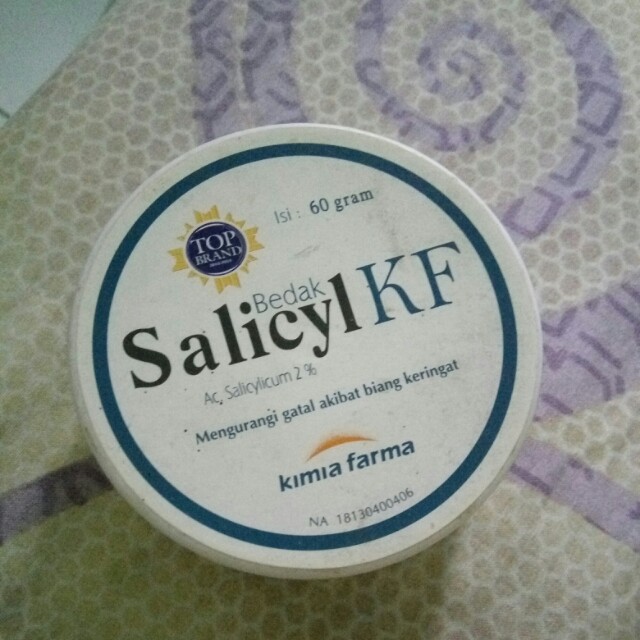 Isi : 60 gram
TOP
BRAND
Bedak
Salicyl KF
Ac. Salicylicum 2 %
Mengurangi gatal akibat biang keringat
kimia farma
NA 18130400406